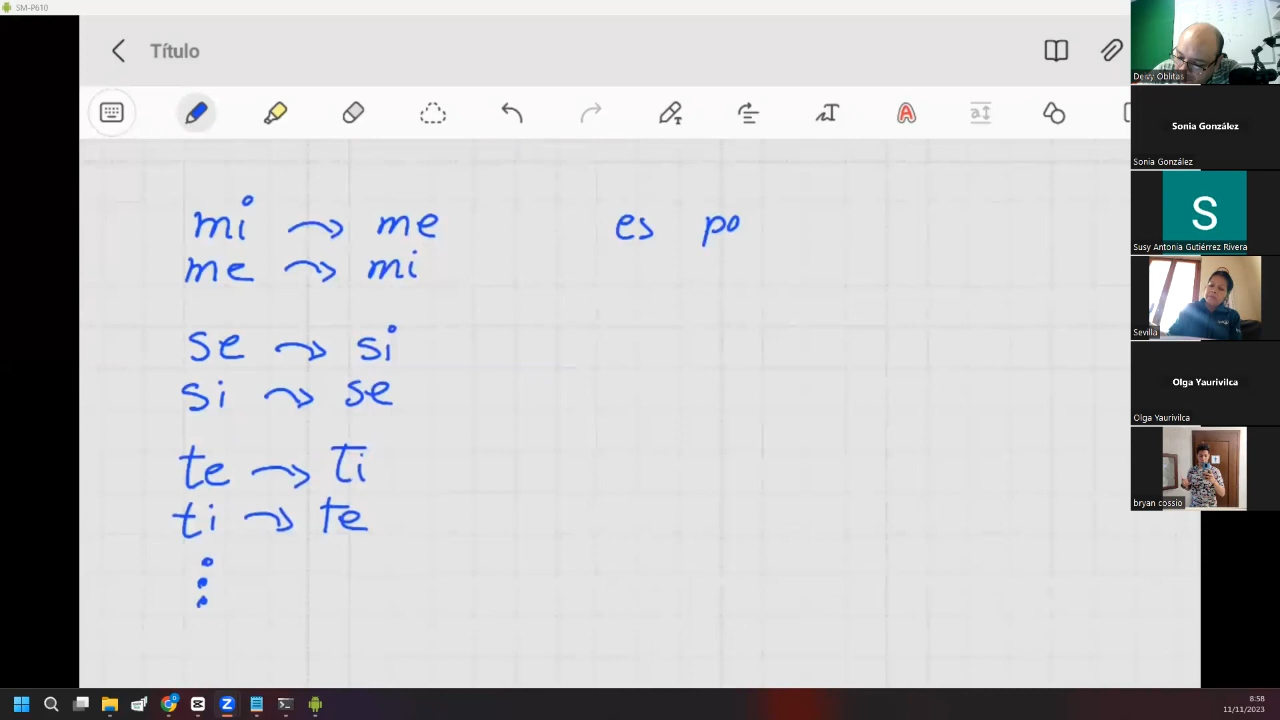 SM-P610
Título
mi → me es po
me → mi
se → si
si → se
te → ti
ti → te
Deivy Oblitas
Sonia González
Sonia González
S
Susy Antonia Gutiérrez Rivera
Sevilla
Olga Yaurivilca
Olga Yaurivilca
bryan cossio
8:58
11/11/2023